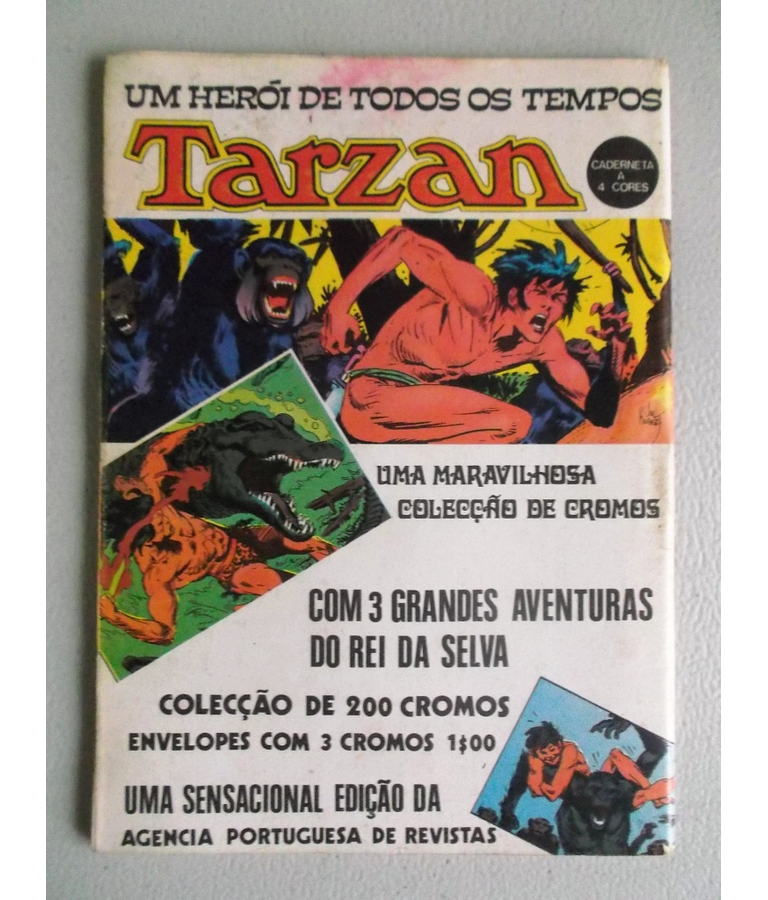 UM HERÓI DE TODOS OS TEMPOS
Tarzan
CADERNETA
A
4 CORES
UMA MARAVILHOSA
COLECÇÃO DE CROMOS
COM 3 GRANDES AVENTURAS
DO REI DA SELVA
COLECÇÃO DE 200 CROMOS
ENVELOPES COM 3 CROMOS 1$00
UMA SENSACIONAL EDIÇÃO DA
AGENCIA PORTUGUESA DE REVISTAS